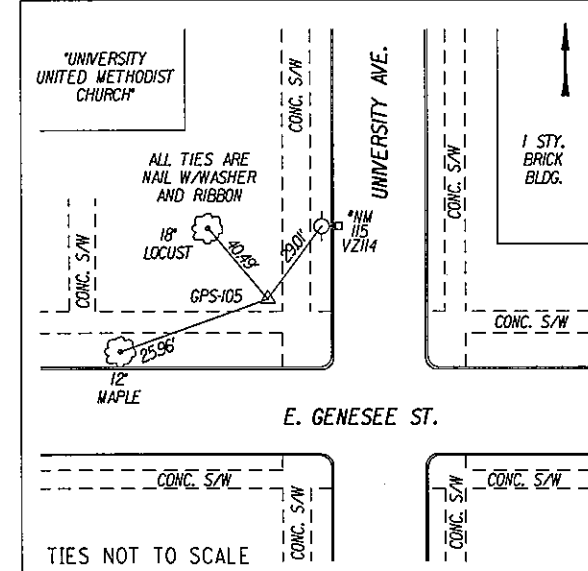 "UNIVERSITY
UNITED METHODIST
CHURCH"
CONC. S/W
UNIVERSITY AVE.
CONC. S/W
1 STY.
BRICK
BLDG.
ALL TIES ARE
NAIL W/WASHER
AND RIBBON
18"
LOCUST
40.49'
29.01'
"NM
115
VZ114
CONC. S/W
GPS-105
CONC. S/W
25.96'
12"
MAPLE
E. GENESEE ST.
CONC. S/W
CONC. S/W
CONC. S/W
CONC. S/W
TIES NOT TO SCALE